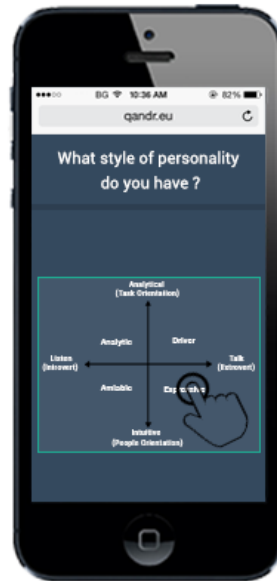 BG 10:36 AM 82%
qandr.eu
What style of personality
do you have ?
Analytical
(Task Orientation)
Analytic Driver
Listen Talk
(Introvert) (Extrovert)
Amiable Expressive
Intuitive
(People Orientation)